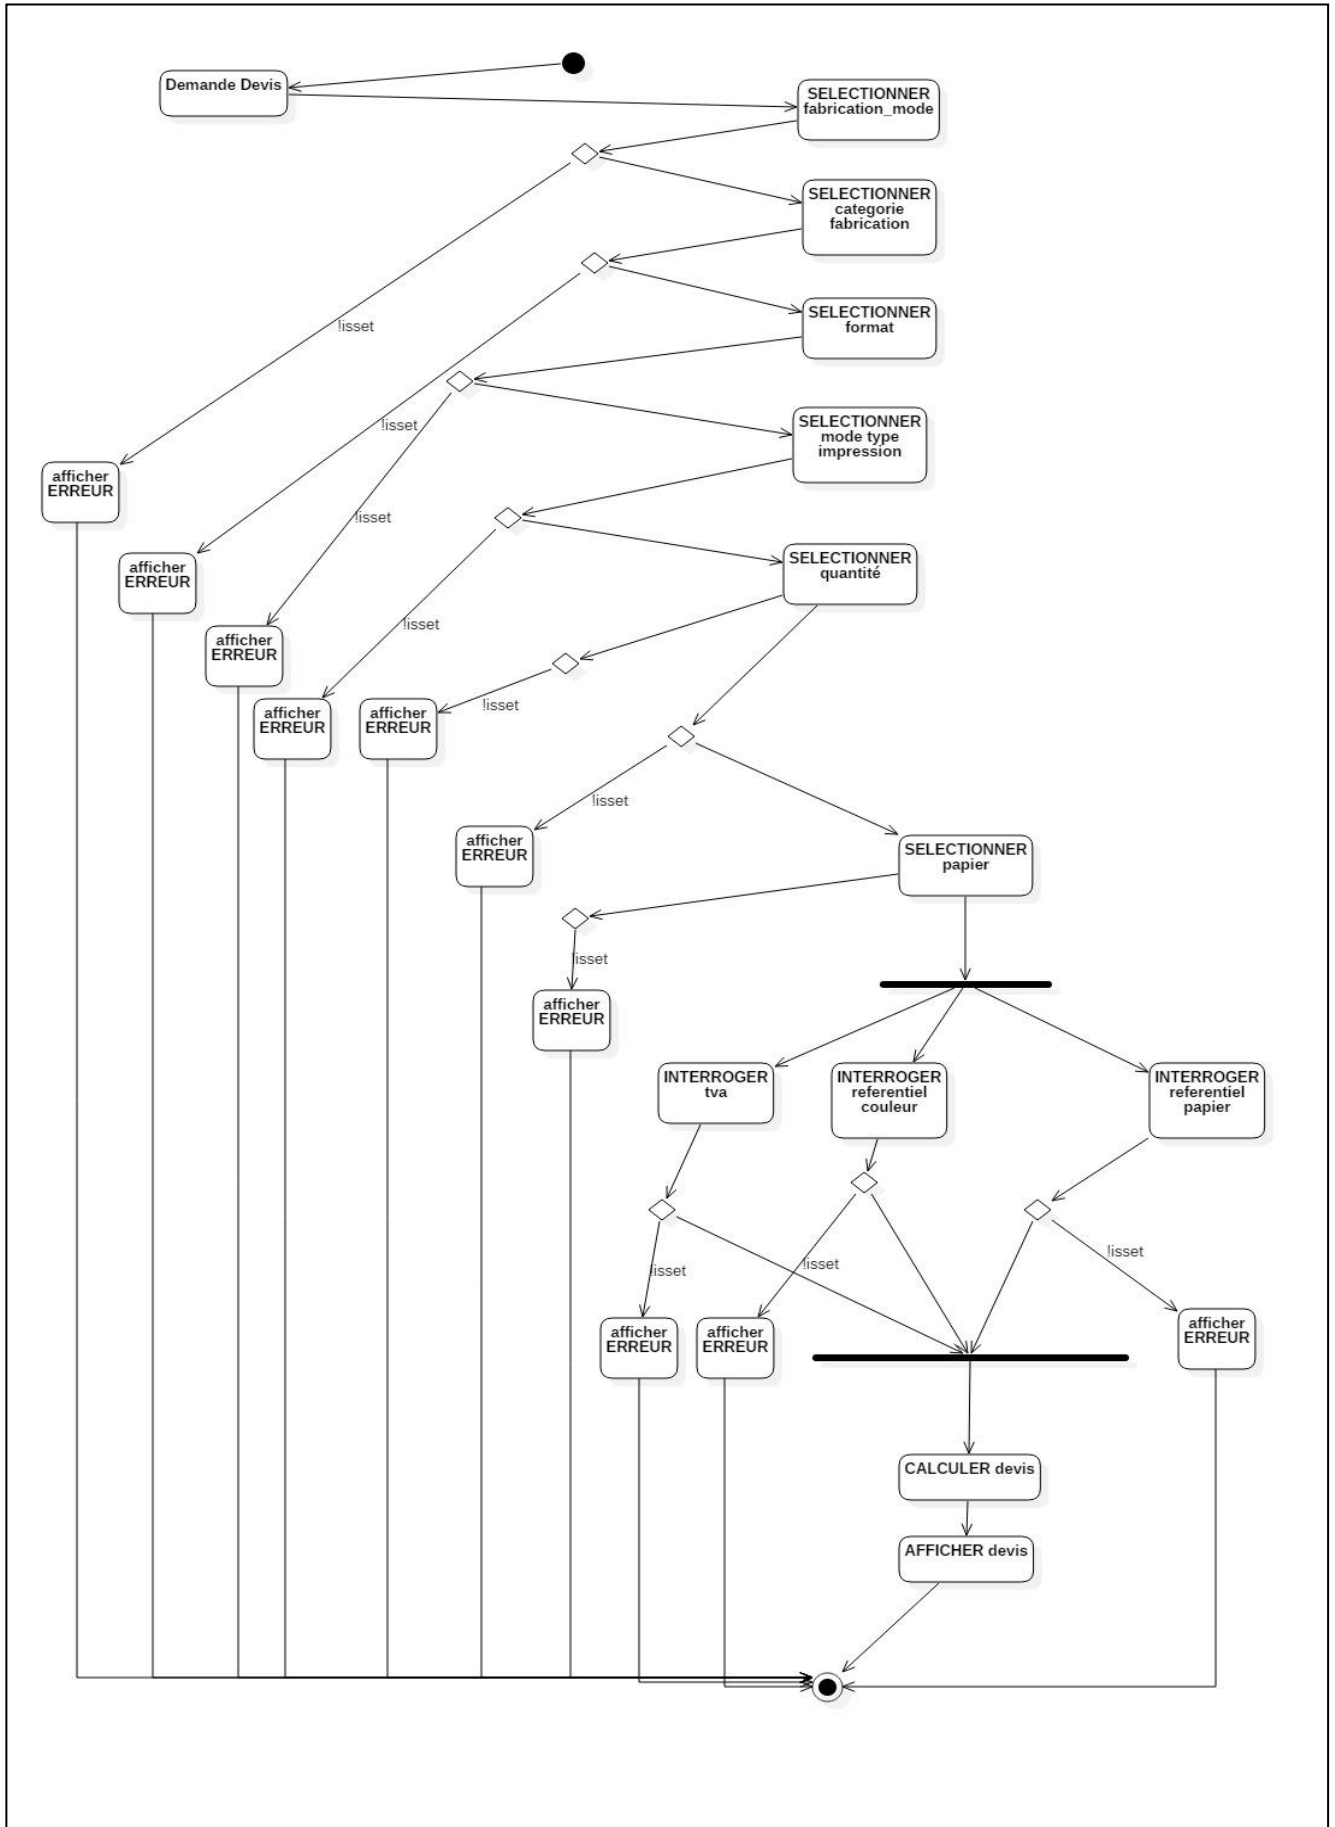 Demande Devis
SELECTIONNER
fabrication_mode
SELECTIONNER
categorie
fabrication
SELECTIONNER
format
!isset
SELECTIONNER
mode type
impression
!isset
afficher
ERREUR
!isset
SELECTIONNER
quantité
afficher
ERREUR
!isset
afficher
ERREUR
!isset
afficher
ERREUR
afficher
ERREUR
!isset
afficher
ERREUR
SELECTIONNER
papier
!isset
afficher
ERREUR
INTERROGER
tva
INTERROGER
referentiel
couleur
INTERROGER
referentiel
papier
!isset
!isset
!isset
afficher
ERREUR
afficher
ERREUR
afficher
ERREUR
CALCULER devis
AFFICHER devis